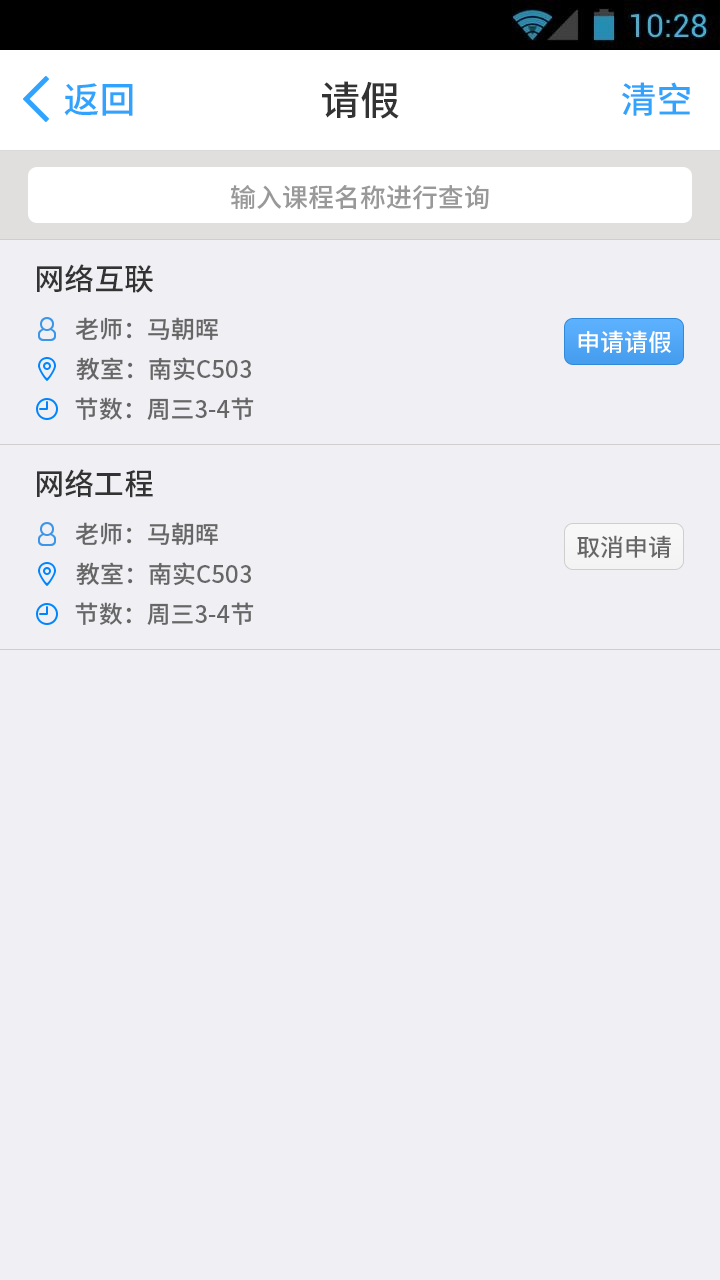 10:28
返回
请假
清空
输入课程名称进行查询
网络互联
老师：马朝晖
教室：南实C503
节数：周三3-4节
申请请假
网络工程
老师：马朝晖
教室：南实C503
节数：周三3-4节
取消申请